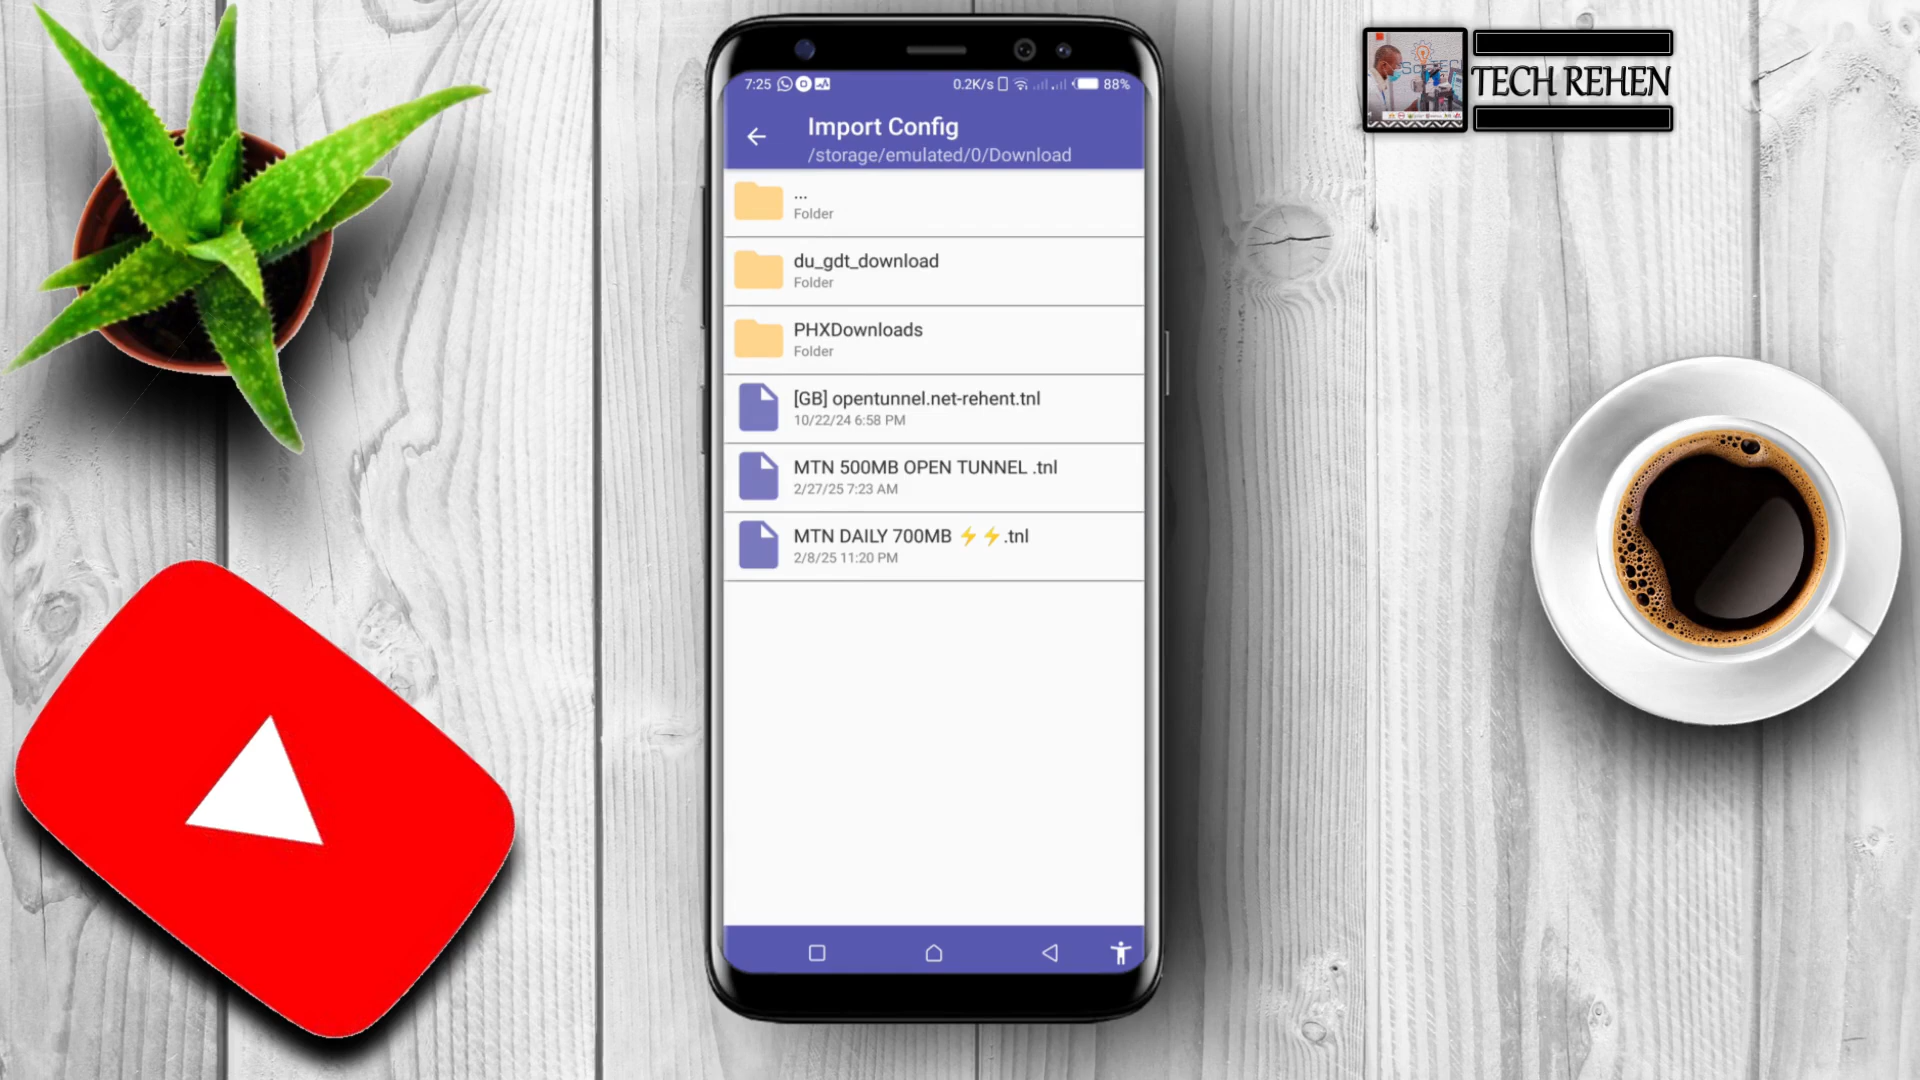 7:25
0.2K/s
88%
Import Config
/storage/emulated/0/Download
...
Folder
du_gdt_download
Folder
PHXDownloads
Folder
[GB] opentunnel.net-rehent.tnl
10/22/24 6:58 PM
MTN 500MB OPEN TUNNEL .tnl
2/27/25 7:23 AM
MTN DAILY 700MB ⚡⚡.tnl
2/8/25 11:20 PM
TECH REHEN